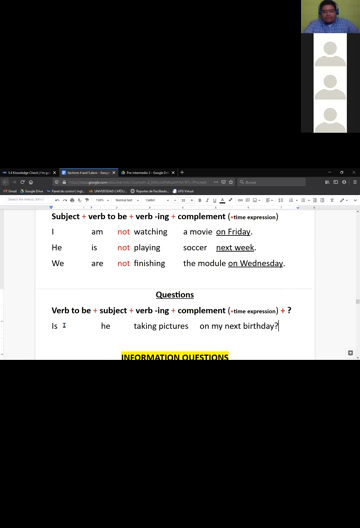 Subject + verb to be + verb -ing + complement (+time expression)
I am not watching a movie on Friday.
He is not playing soccer next week.
We are not finishing the module on Wednesday.
Questions
Verb to be + subject + verb -ing + complement (+time expression) + ?
Is he taking pictures on my next birthday?
INFORMATION QUESTIONS